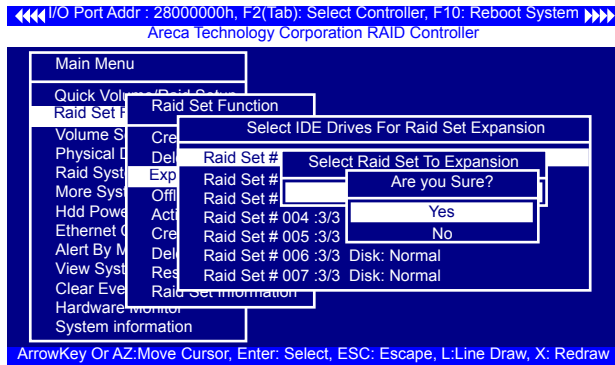 I/O Port Addr : 28000000h, F2(Tab): Select Controller, F10: Reboot System
Areca Technology Corporation RAID Controller
Main Menu
Quick Volume/Raid Setup
Raid Set F
Volume S
Physical D
Raid Syst
More Syst
Hdd Powe
Ethernet C
Alert By M
View Syst
Clear Eve
Hardware Monitor
System information
Raid Set Function
Cre
Del
Exp
Offl
Acti
Cre
Del
Res
Raid Set Information
Select IDE Drives For Raid Set Expansion
Raid Set #
Raid Set #
Raid Set #
Raid Set # 004 :3/3
Raid Set # 005 :3/3
Raid Set # 006 :3/3 Disk: Normal
Raid Set # 007 :3/3 Disk: Normal
Select Raid Set To Expansion
Are you Sure?
Yes
No
ArrowKey Or AZ:Move Cursor, Enter: Select, ESC: Escape, L:Line Draw, X: Redraw